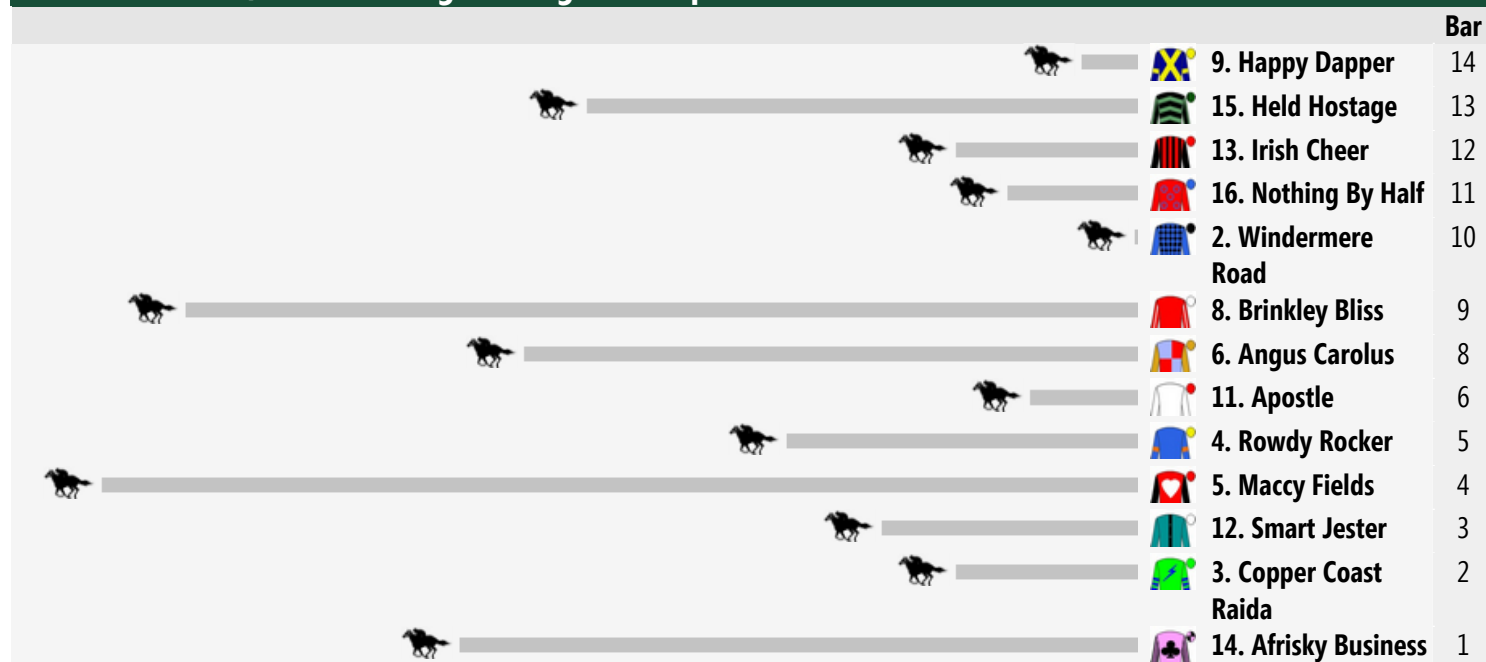 Bar
9. Happy Dapper 14
15. Held Hostage 13
13. Irish Cheer 12
16. Nothing By Half 11
2. Windermere 10
Road
8. Brinkley Bliss 9
6. Angus Carolus 8
11. Apostle 6
4. Rowdy Rocker 5
5. Maccy Fields 4
12. Smart Jester 3
3. Copper Coast 2
Raida
14. Afrisky Business 1